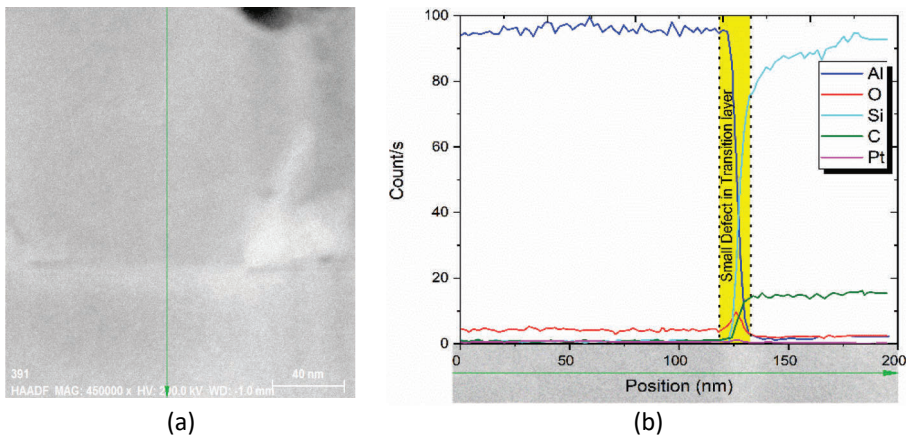 391
HAADF MAG: 450000 x HV: 200.0 kV WD: -1.0 mm
40 nm
(a)
(b)
100
80
60
40
20
0
Count/s
Small Defect in Transition layer
Al
O
Si
C
Pt
0 50 100 150 200
Position (nm)